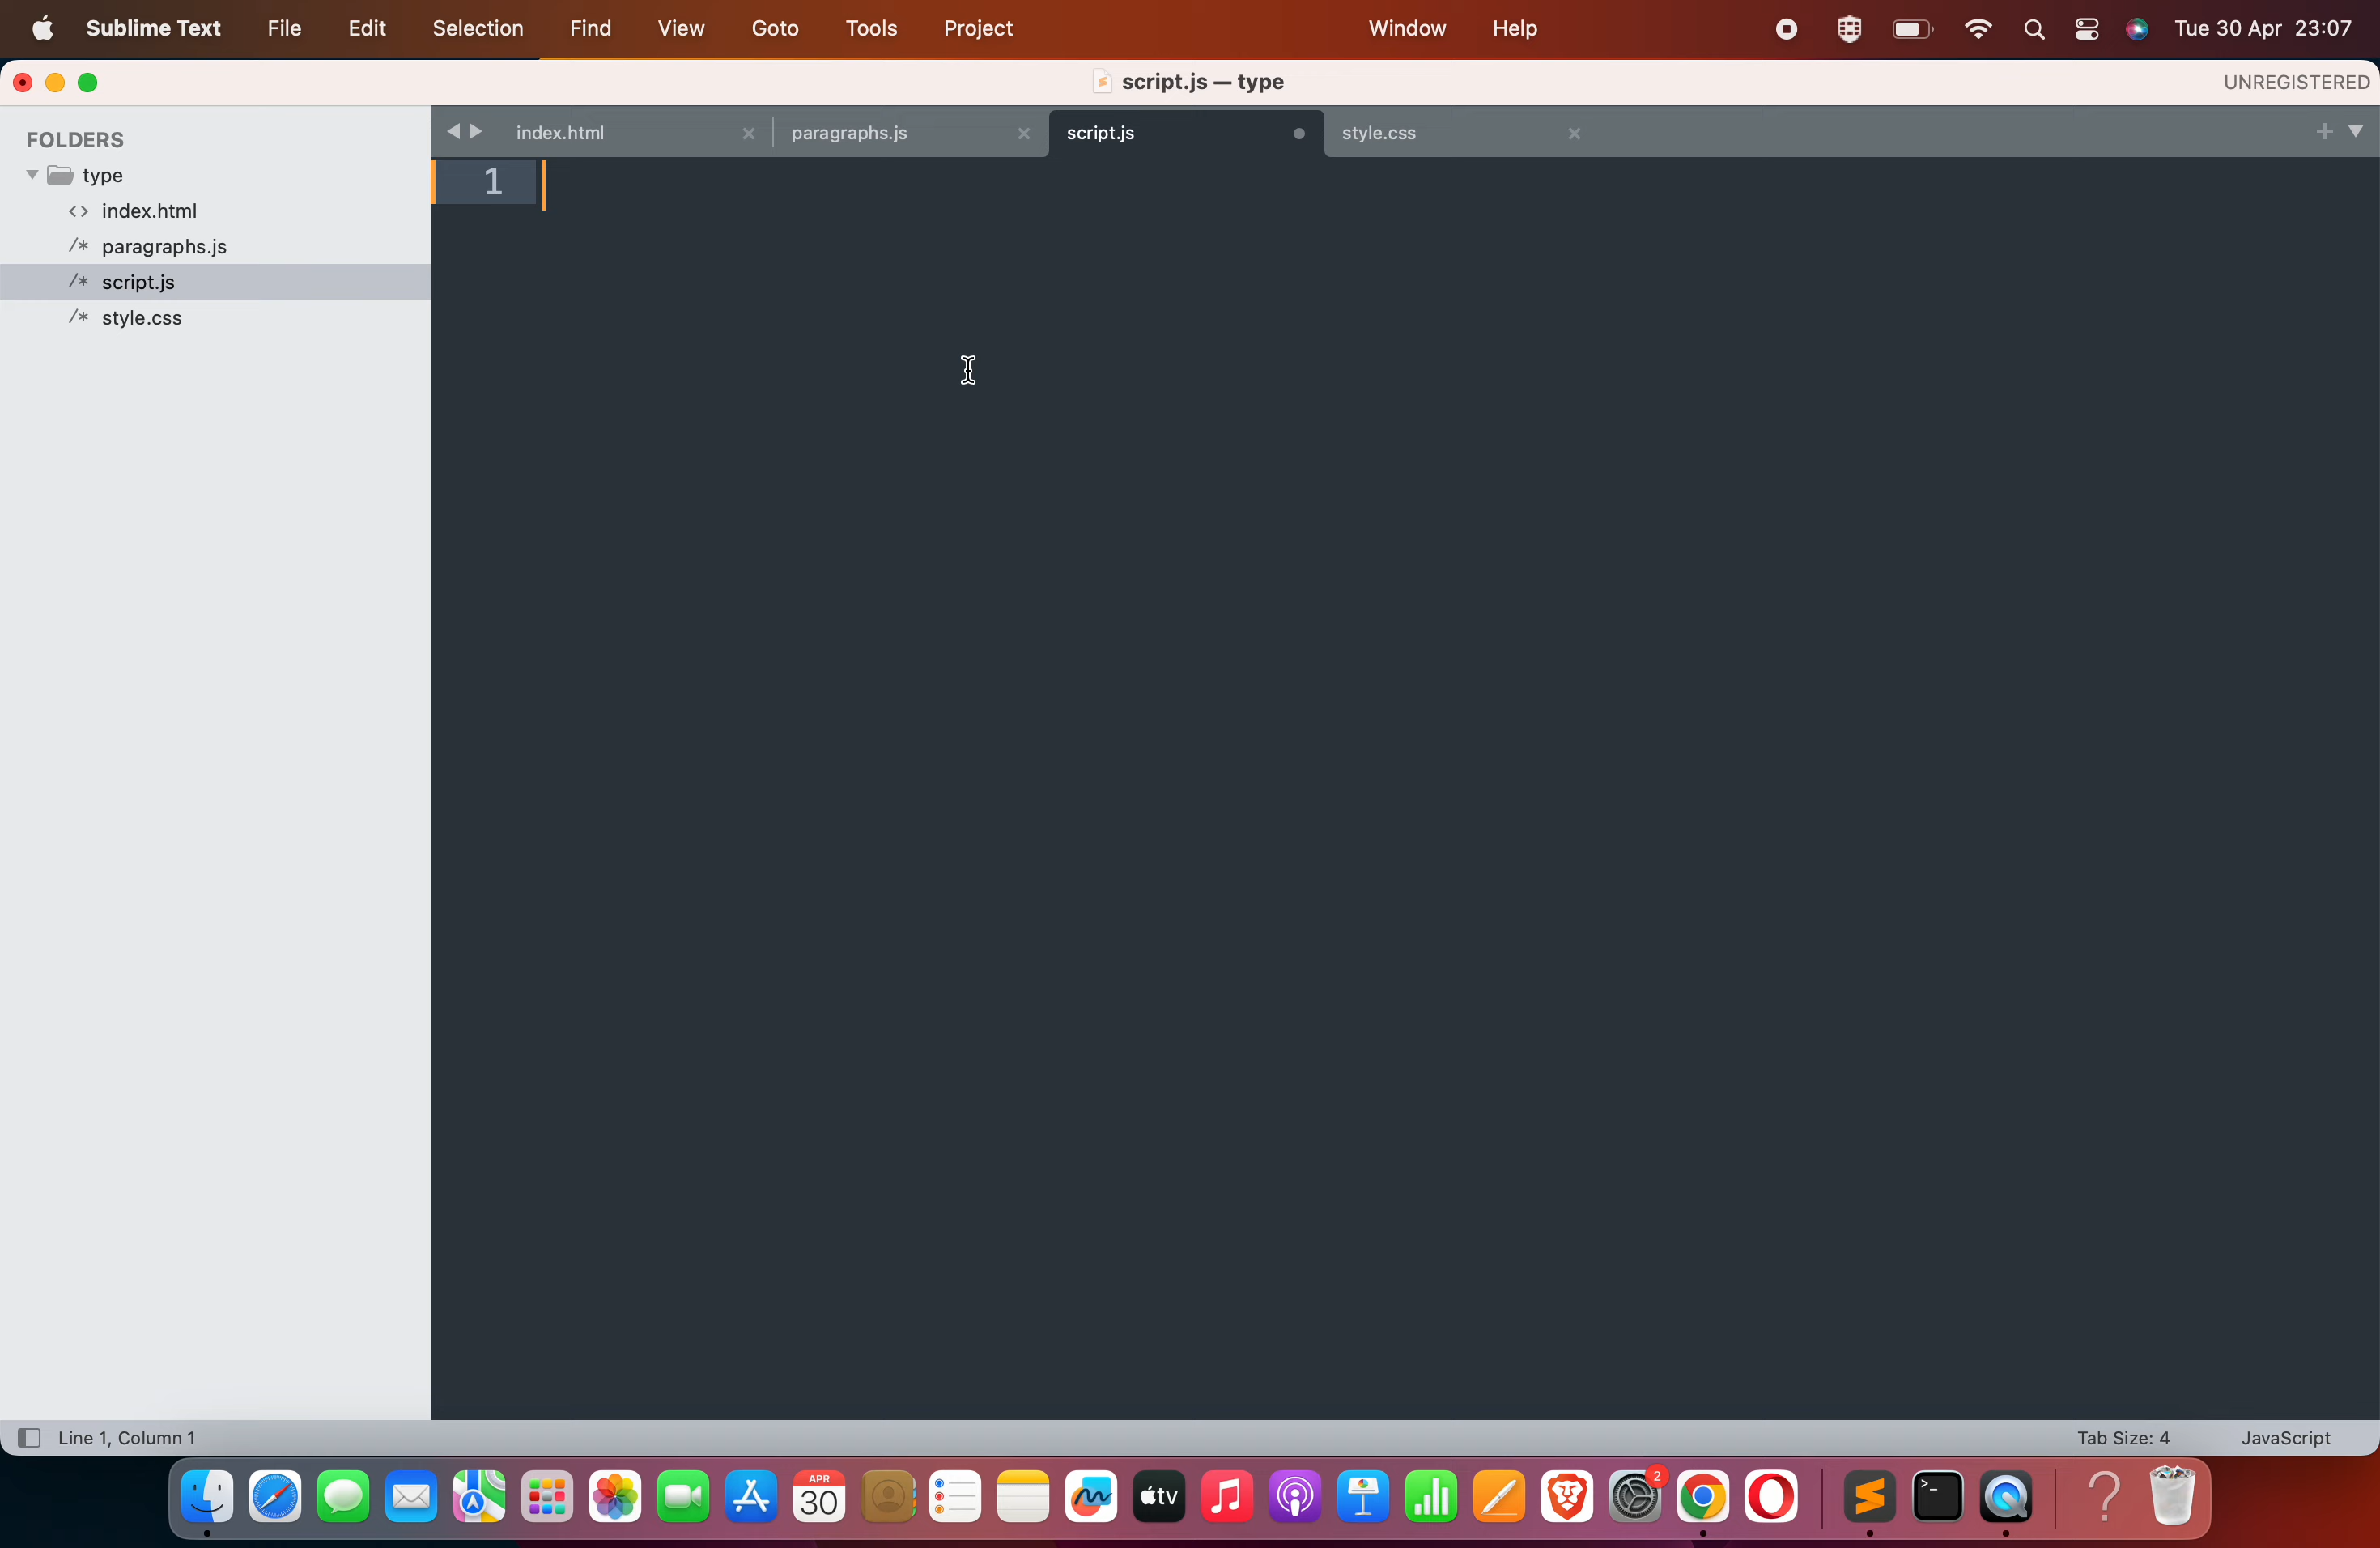 Sublime Text File Edit Selection Find View Goto Tools Project Window Help Tue 30 Apr 23:07
script.js — type UNREGISTERED
FOLDERS
type
<> index.html
/* paragraphs.js
/* script.js
/* style.css
index.html paragraphs.js script.js style.css
1
Line 1, Column 1 Tab Size: 4 JavaScript
APR
30
tv
2
>_
?